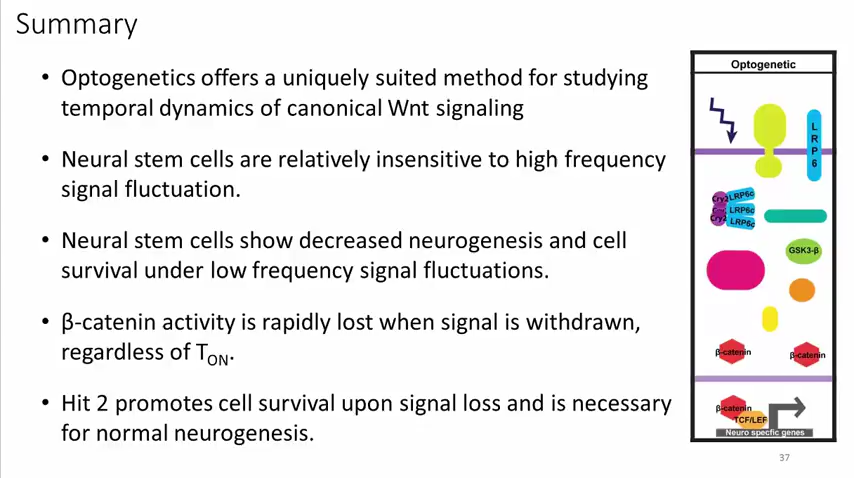 Summary
• Optogenetics offers a uniquely suited method for studying
temporal dynamics of canonical Wnt signaling
• Neural stem cells are relatively insensitive to high frequency
signal fluctuation.
• Neural stem cells show decreased neurogenesis and cell
survival under low frequency signal fluctuations.
• β-catenin activity is rapidly lost when signal is withdrawn,
regardless of TON.
• Hit 2 promotes cell survival upon signal loss and is necessary
for normal neurogenesis.
Optogenetic
L
R
P
6
Cry2 LRP6c
Cry2 LRP6c
Cry2 LRP6c
GSK3-β
β-catenin
β-catenin
β-catenin
TCF/LEF
Neuro specfic genes
37